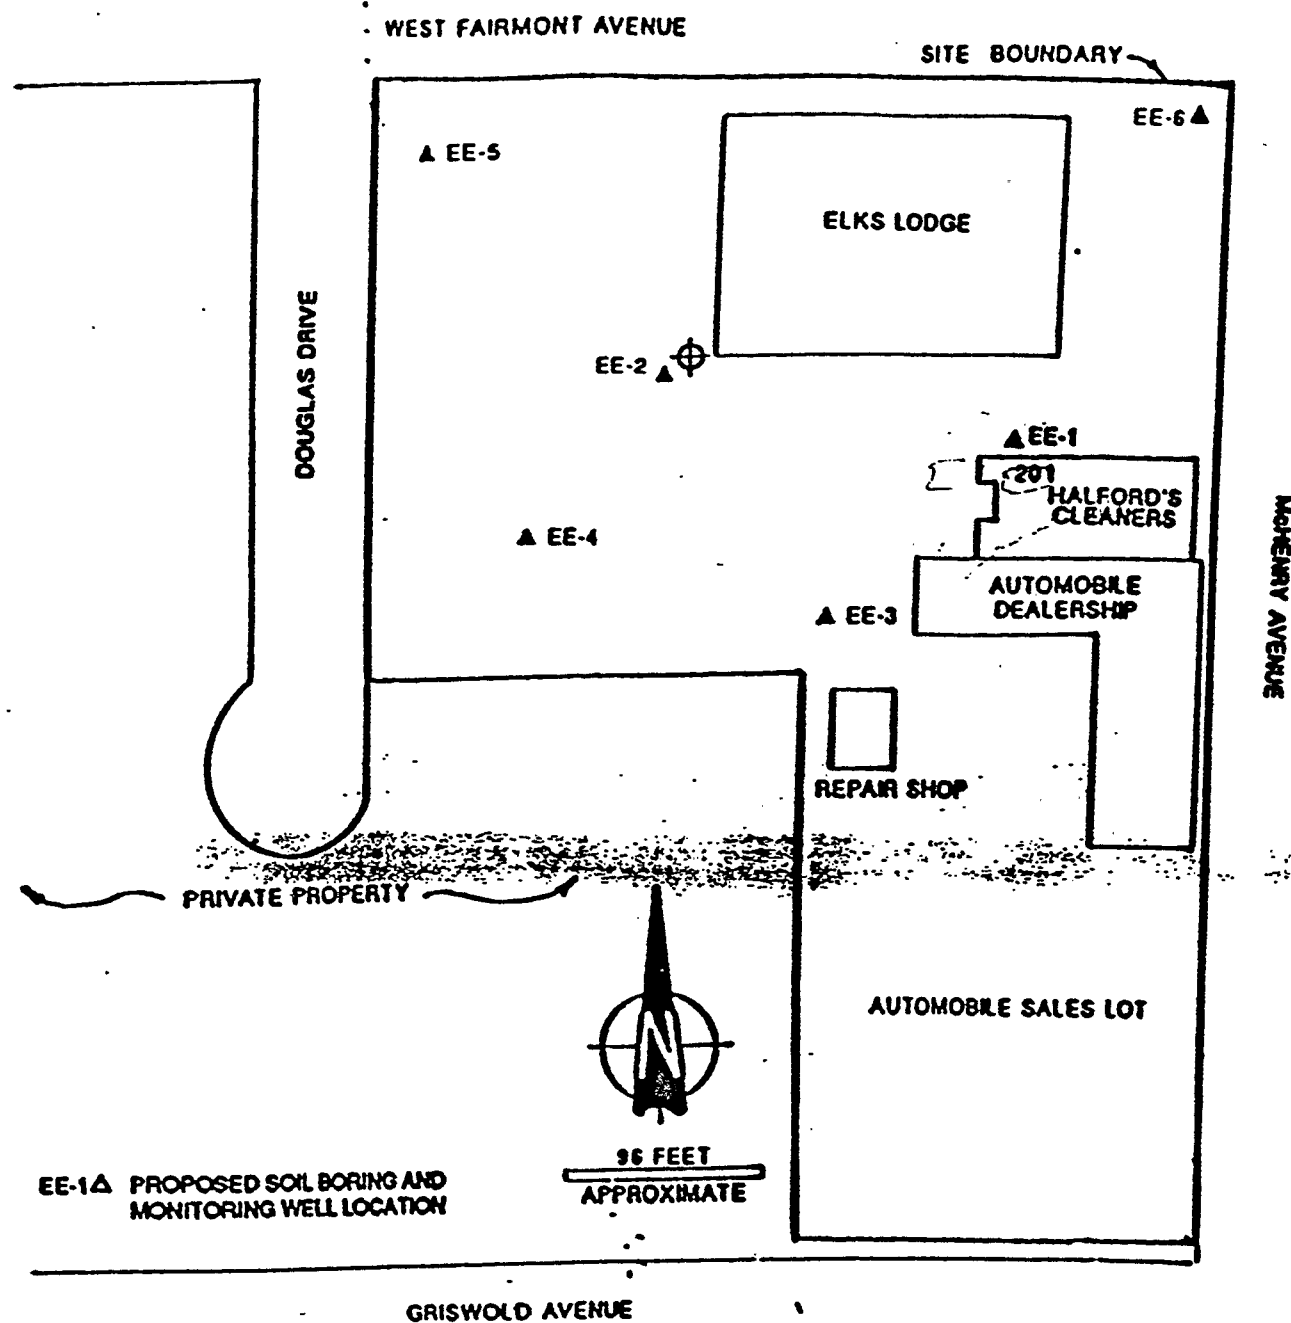 WEST FAIRMONT AVENUE
SITE BOUNDARY
EE-6
EE-5
ELKS LODGE
DOUGLAS DRIVE
EE-2
EE-1
201
HALFORD'S
CLEANERS
EE-4
AUTOMOBILE
DEALERSHIP
EE-3
McHENRY AVENUE
REPAIR SHOP
PRIVATE PROPERTY
AUTOMOBILE SALES LOT
N
96 FEET
APPROXIMATE
EE-1△ PROPOSED SOIL BORING AND
MONITORING WELL LOCATION
GRISWOLD AVENUE